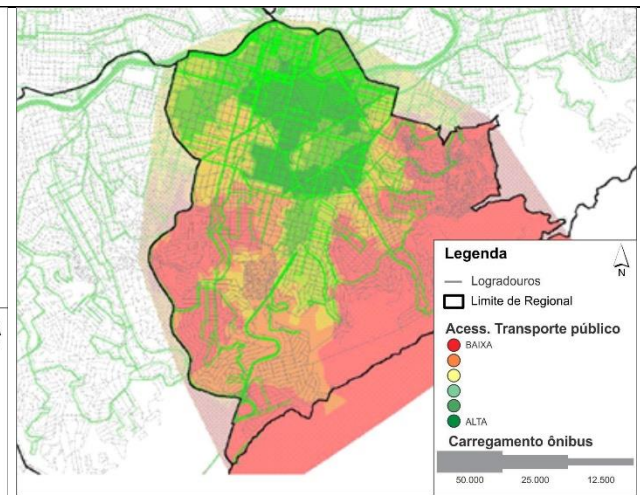 Legenda
N
Logradouros
Limite de Regional
Acess. Transporte público
BAIXA
ALTA
Carregamento ônibus
50.000 25.000 12.500